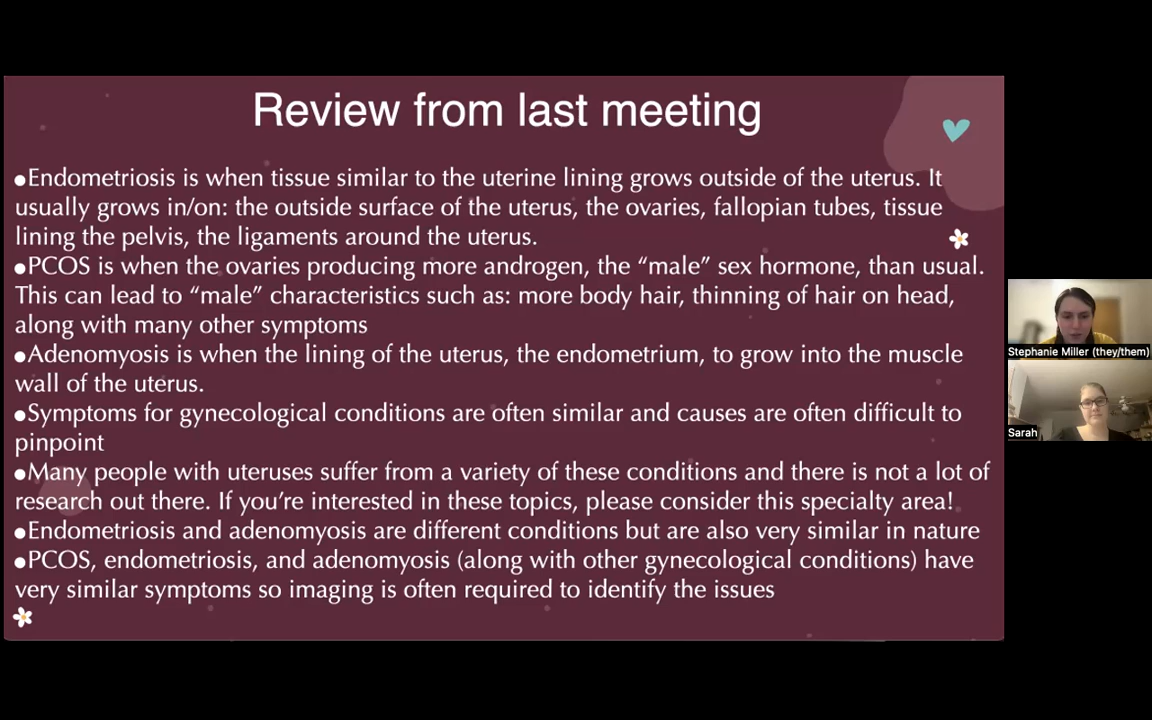 Review from last meeting
•Endometriosis is when tissue similar to the uterine lining grows outside of the uterus. It
usually grows in/on: the outside surface of the uterus, the ovaries, fallopian tubes, tissue
lining the pelvis, the ligaments around the uterus.
•PCOS is when the ovaries producing more androgen, the “male” sex hormone, than usual.
This can lead to “male” characteristics such as: more body hair, thinning of hair on head,
along with many other symptoms
•Adenomyosis is when the lining of the uterus, the endometrium, to grow into the muscle
wall of the uterus.
•Symptoms for gynecological conditions are often similar and causes are often difficult to
pinpoint
•Many people with uteruses suffer from a variety of these conditions and there is not a lot of
research out there. If you’re interested in these topics, please consider this specialty area!
•Endometriosis and adenomyosis are different conditions but are also very similar in nature
•PCOS, endometriosis, and adenomyosis (along with other gynecological conditions) have
very similar symptoms so imaging is often required to identify the issues
Stephanie Miller (they/them)
Sarah